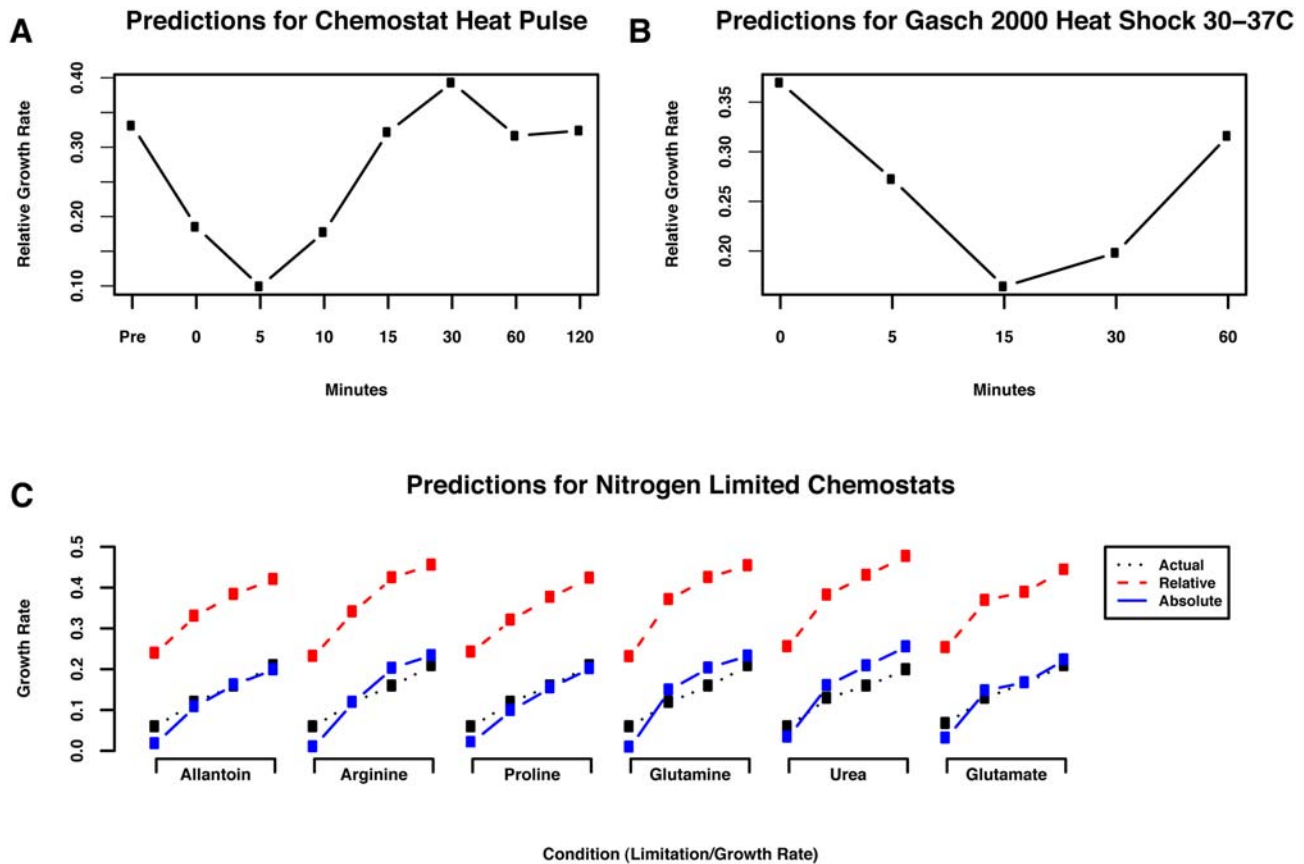 A
Predictions for Chemostat Heat Pulse
Relative Growth Rate
0.40
0.30
0.20
0.10
Pre 0 5 10 15 30 60 120
Minutes
B
Predictions for Gasch 2000 Heat Shock 30–37C
Relative Growth Rate
0.35
0.30
0.25
0.20
0 5 15 30 60
Minutes
C
Predictions for Nitrogen Limited Chemostats
Growth Rate
0.5
0.4
0.3
0.2
0.1
0.0
Allantoin Arginine Proline Glutamine Urea Glutamate
Condition (Limitation/Growth Rate)
Actual
Relative
Absolute